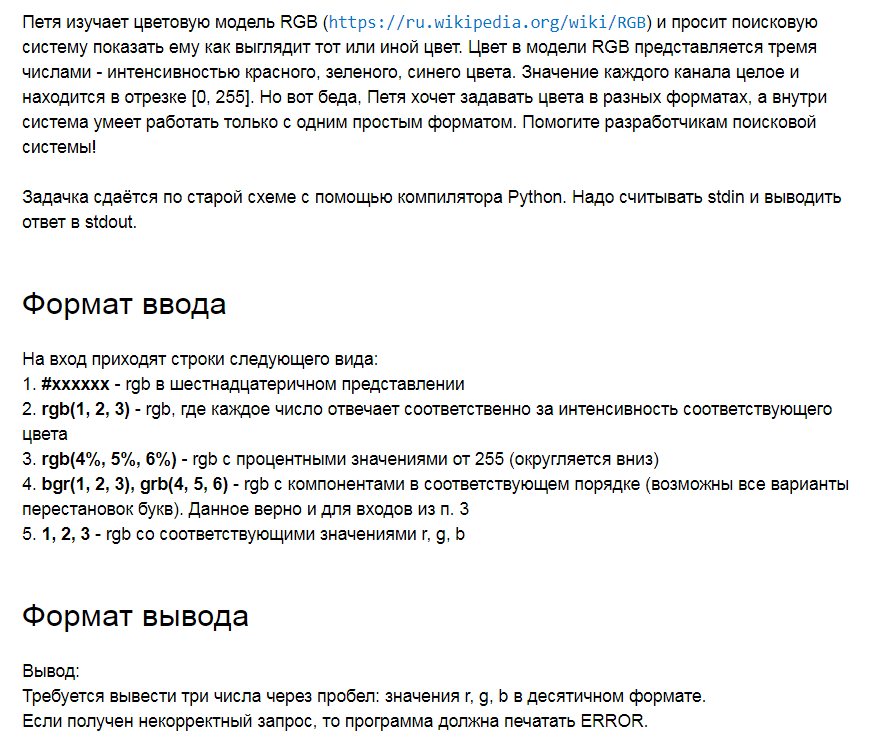 Петя изучает цветовую модель RGB (https://ru.wikipedia.org/wiki/RGB) и просит поисковую
систему показать ему как выглядит тот или иной цвет. Цвет в модели RGB представляется тремя
числами - интенсивностью красного, зеленого, синего цвета. Значение каждого канала целое и
находится в отрезке [0, 255]. Но вот беда, Петя хочет задавать цвета в разных форматах, а внутри
система умеет работать только с одним простым форматом. Помогите разработчикам поисковой
системы!
Задачка сдаётся по старой схеме с помощью компилятора Python. Надо считывать stdin и выводить
ответ в stdout.
Формат ввода
На вход приходят строки следующего вида:
1. #xxxxxx - rgb в шестнадцатеричном представлении
2. rgb(1, 2, 3) - rgb, где каждое число отвечает соответственно за интенсивность соответствующего
цвета
3. rgb(4%, 5%, 6%) - rgb с процентными значениями от 255 (округляется вниз)
4. bgr(1, 2, 3), grb(4, 5, 6) - rgb с компонентами в соответствующем порядке (возможны все варианты
перестановок букв). Данное верно и для входов из п. 3
5. 1, 2, 3 - rgb со соответствующими значениями r, g, b
Формат вывода
Вывод:
Требуется вывести три числа через пробел: значения r, g, b в десятичном формате.
Если получен некорректный запрос, то программа должна печатать ERROR.